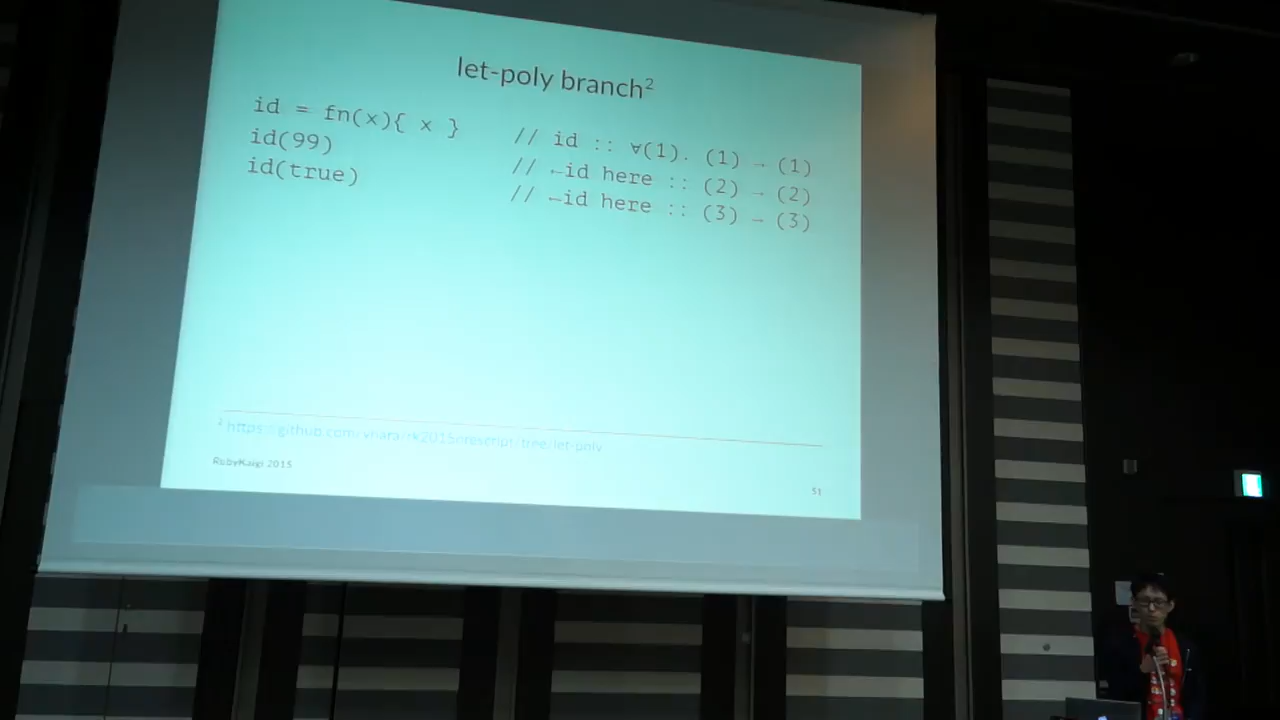 let-poly branch²
id = fn(x){ x } // id :: ∀(1). (1) → (1)
id(99) // ←id here :: (2) → (2)
id(true) // ←id here :: (3) → (3)
² https://github.com/yhara/rk2015orescript/tree/let-poly
RubyKaigi 2015
51